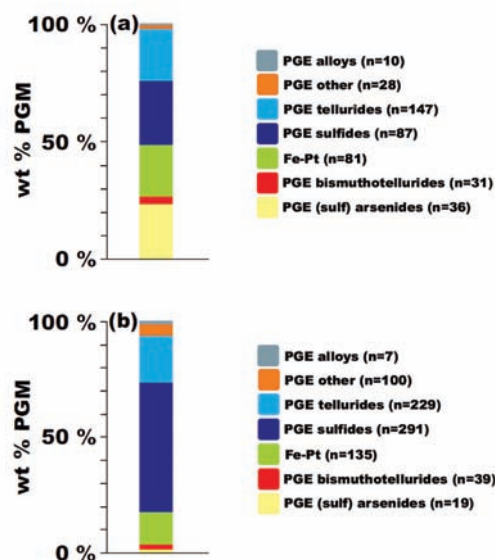 100 %
(a)
wt % PGM
50 %
0 %
PGE alloys (n=10)
PGE other (n=28)
PGE tellurides (n=147)
PGE sulfides (n=87)
Fe-Pt (n=81)
PGE bismuthotellurides (n=31)
PGE (sulf) arsenides (n=36)
100 %
(b)
wt % PGM
50 %
0 %
PGE alloys (n=7)
PGE other (n=100)
PGE tellurides (n=229)
PGE sulfides (n=291)
Fe-Pt (n=135)
PGE bismuthotellurides (n=39)
PGE (sulf) arsenides (n=19)